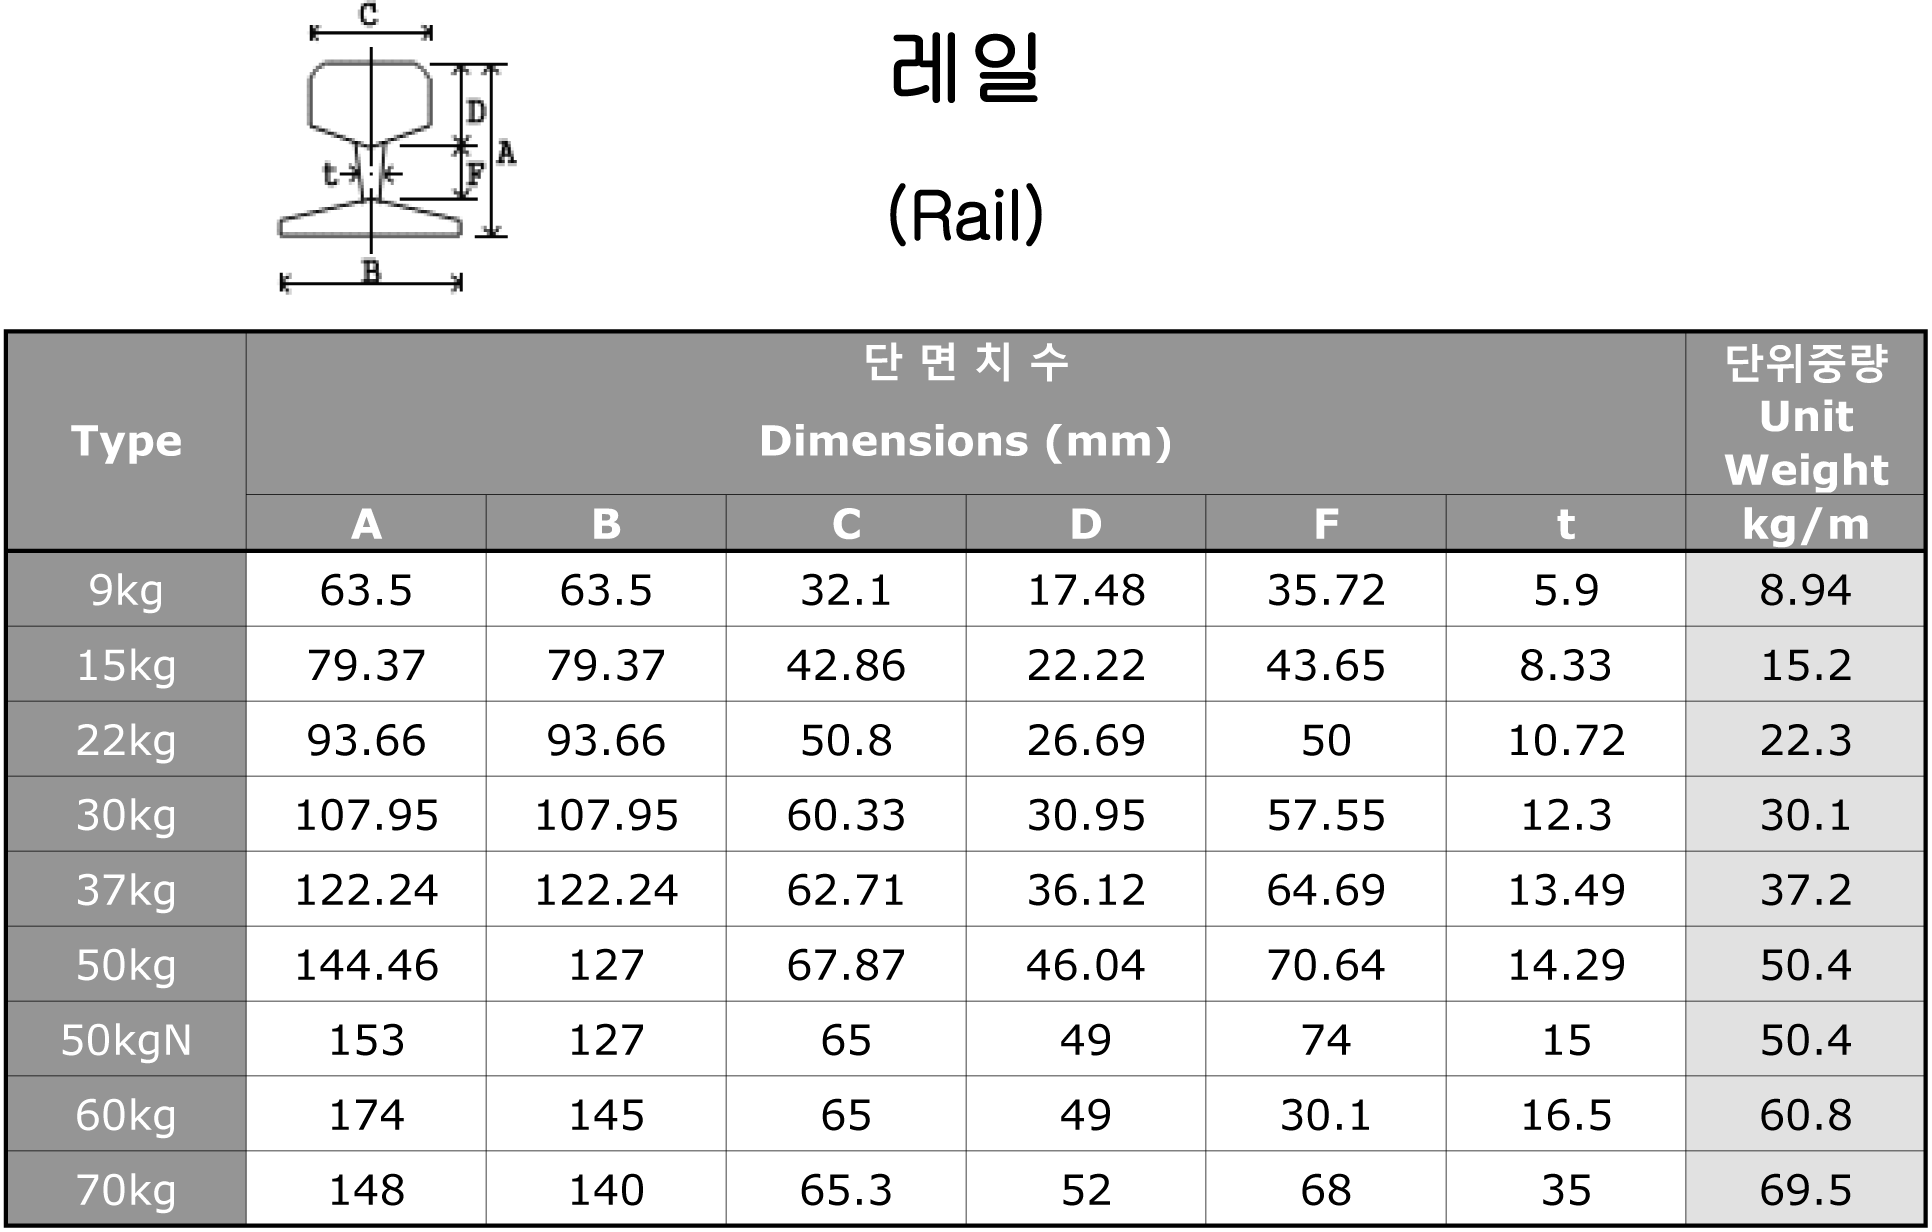 C
레일
D
A
t
F
(Rail)
B
Type
단 면 치 수
Dimensions (mm)
단위중량
Unit
Weight
A B C D F t kg/m
9kg 63.5 63.5 32.1 17.48 35.72 5.9 8.94
15kg 79.37 79.37 42.86 22.22 43.65 8.33 15.2
22kg 93.66 93.66 50.8 26.69 50 10.72 22.3
30kg 107.95 107.95 60.33 30.95 57.55 12.3 30.1
37kg 122.24 122.24 62.71 36.12 64.69 13.49 37.2
50kg 144.46 127 67.87 46.04 70.64 14.29 50.4
50kgN 153 127 65 49 74 15 50.4
60kg 174 145 65 49 30.1 16.5 60.8
70kg 148 140 65.3 52 68 35 69.5